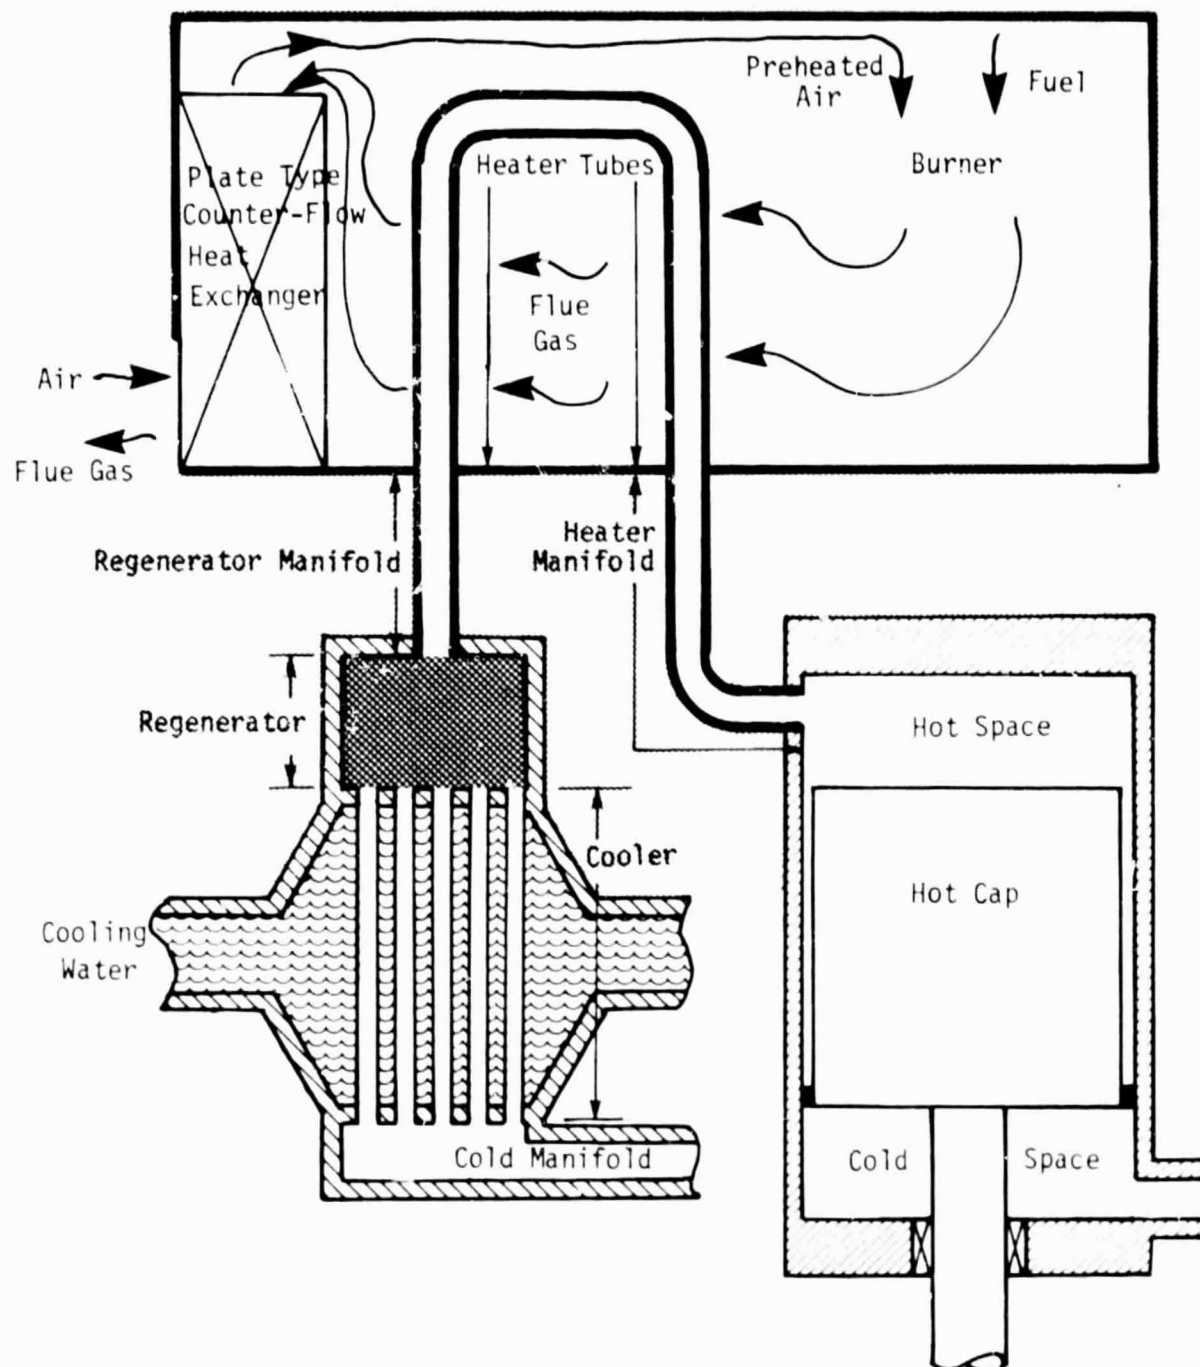 Preheated
Air
Fuel
Burner
Heater Tubes
Plate Type
Counter-Flow
Heat
Exchanger
Flue
Gas
Air
Flue Gas
Regenerator Manifold
Heater
Manifold
Regenerator
Hot Space
Cooler
Hot Cap
Cooling
Water
Cold Manifold
Cold Space